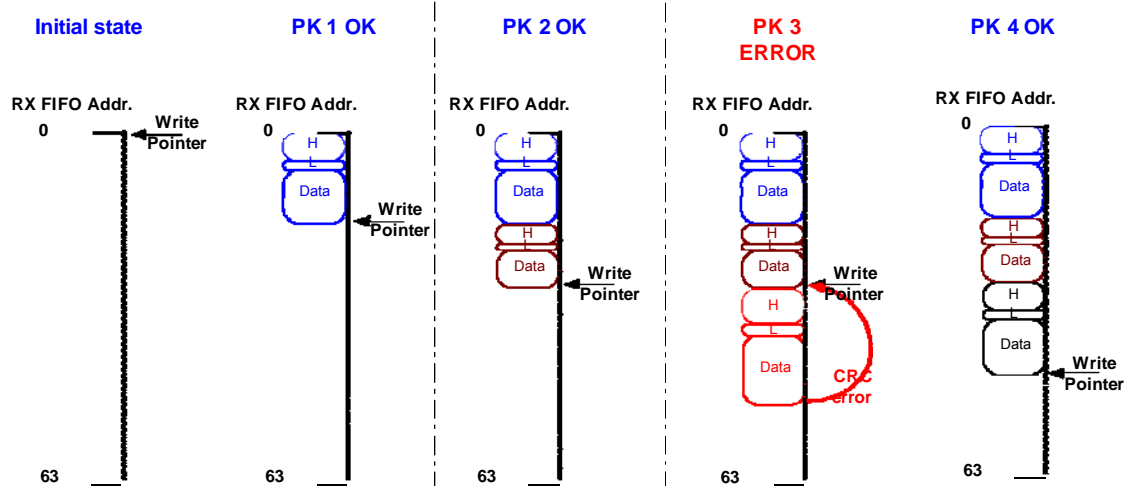 Initial state
PK 1 OK
PK 2 OK
PK 3
ERROR
PK 4 OK
RX FIFO Addr.
0
Write
Pointer
63
RX FIFO Addr.
0
H
L
Data
Write
Pointer
63
RX FIFO Addr.
0
H
L
Data
H
L
Data
Write
Pointer
63
RX FIFO Addr.
0
H
L
Data
H
L
Data
Write
Pointer
H
L
Data
CRC
error
63
RX FIFO Addr.
0
H
L
Data
H
L
Data
H
L
Data
Write
Pointer
63